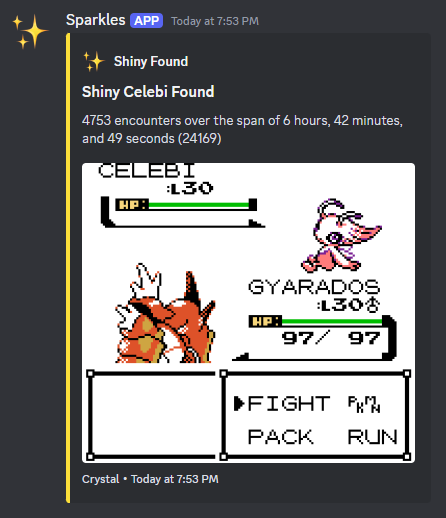 Sparkles APP Today at 7:53 PM
Shiny Found
Shiny Celebi Found
4753 encounters over the span of 6 hours, 42 minutes,
and 49 seconds (24169)
CELEBI
:L30
HP:
GYARADOS
:L30♂
HP:
97/ 97
▶FIGHT PKMN
PACK RUN
Crystal • Today at 7:53 PM